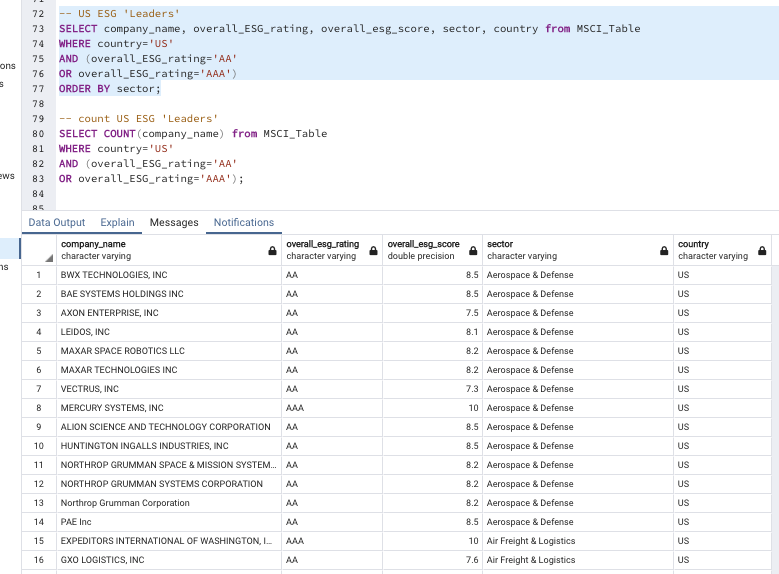 ons
s
ews
ns
71
72 -- US ESG 'Leaders'
73 SELECT company_name, overall_ESG_rating, overall_esg_score, sector, country from MSCI_Table
74 WHERE country='US'
75 AND (overall_ESG_rating='AA'
76 OR overall_ESG_rating='AAA')
77 ORDER BY sector;
78
79 -- count US ESG 'Leaders'
80 SELECT COUNT(company_name) from MSCI_Table
81 WHERE country='US'
82 AND (overall_ESG_rating='AA'
83 OR overall_ESG_rating='AAA');
84
85
Data Output Explain Messages Notifications
company_name overall_esg_rating overall_esg_score sector country
character varying character varying double precision character varying character varying
1 BWX TECHNOLOGIES, INC AA 8.5 Aerospace & Defense US
2 BAE SYSTEMS HOLDINGS INC AA 8.5 Aerospace & Defense US
3 AXON ENTERPRISE, INC AA 7.5 Aerospace & Defense US
4 LEIDOS, INC AA 8.1 Aerospace & Defense US
5 MAXAR SPACE ROBOTICS LLC AA 8.2 Aerospace & Defense US
6 MAXAR TECHNOLOGIES INC AA 8.2 Aerospace & Defense US
7 VECTRUS, INC AA 7.3 Aerospace & Defense US
8 MERCURY SYSTEMS, INC AAA 10 Aerospace & Defense US
9 ALION SCIENCE AND TECHNOLOGY CORPORATION AA 8.5 Aerospace & Defense US
10 HUNTINGTON INGALLS INDUSTRIES, INC AA 8.5 Aerospace & Defense US
11 NORTHROP GRUMMAN SPACE & MISSION SYSTEM... AA 8.2 Aerospace & Defense US
12 NORTHROP GRUMMAN SYSTEMS CORPORATION AA 8.2 Aerospace & Defense US
13 Northrop Grumman Corporation AA 8.2 Aerospace & Defense US
14 PAE Inc AA 8.5 Aerospace & Defense US
15 EXPEDITORS INTERNATIONAL OF WASHINGTON, I... AAA 10 Air Freight & Logistics US
16 GXO LOGISTICS, INC AA 7.6 Air Freight & Logistics US